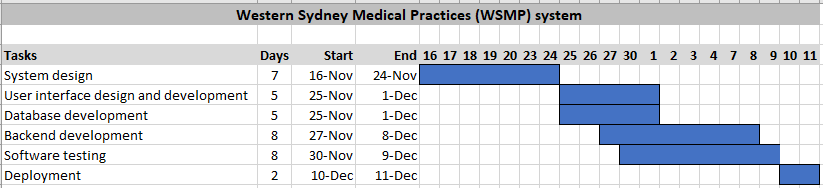 Western Sydney Medical Practices (WSMP) system
Tasks Days Start End 16 17 18 19 20 23 24 25 26 27 30 1 2 3 4 7 8 9 10 11
System design 7 16-Nov 24-Nov
User interface design and development 5 25-Nov 1-Dec
Database development 5 25-Nov 1-Dec
Backend development 8 27-Nov 8-Dec
Software testing 8 30-Nov 9-Dec
Deployment 2 10-Dec 11-Dec